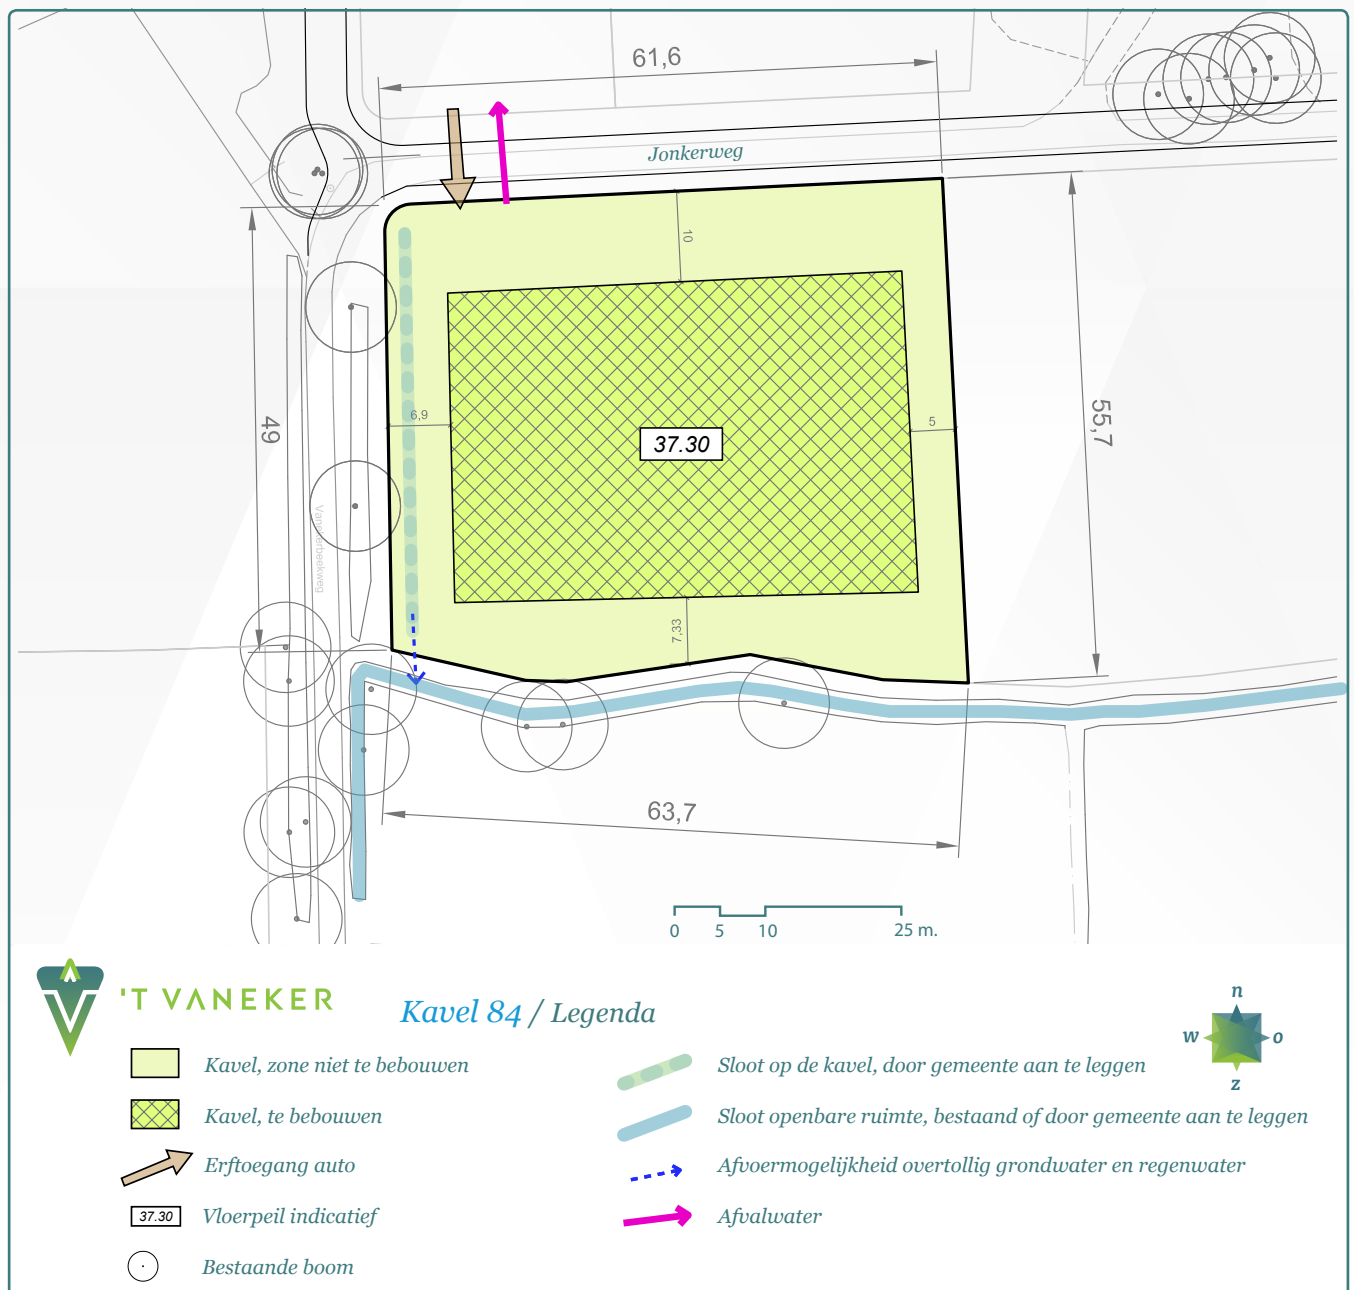 61,6
Jonkerweg
10
49
6,9
37.30
5
55,7
7,33
63,7
0 5 10 25 m.
'T VANEKER
Kavel 84 / Legenda
n
w o
z
Kavel, zone niet te bebouwen
Kavel, te bebouwen
Erftoegang auto
37.30 Vloerpeil indicatief
Bestaande boom
Sloot op de kavel, door gemeente aan te leggen
Sloot openbare ruimte, bestaand of door gemeente aan te leggen
Afvoermogelijkheid overtollig grondwater en regenwater
Afvalwater